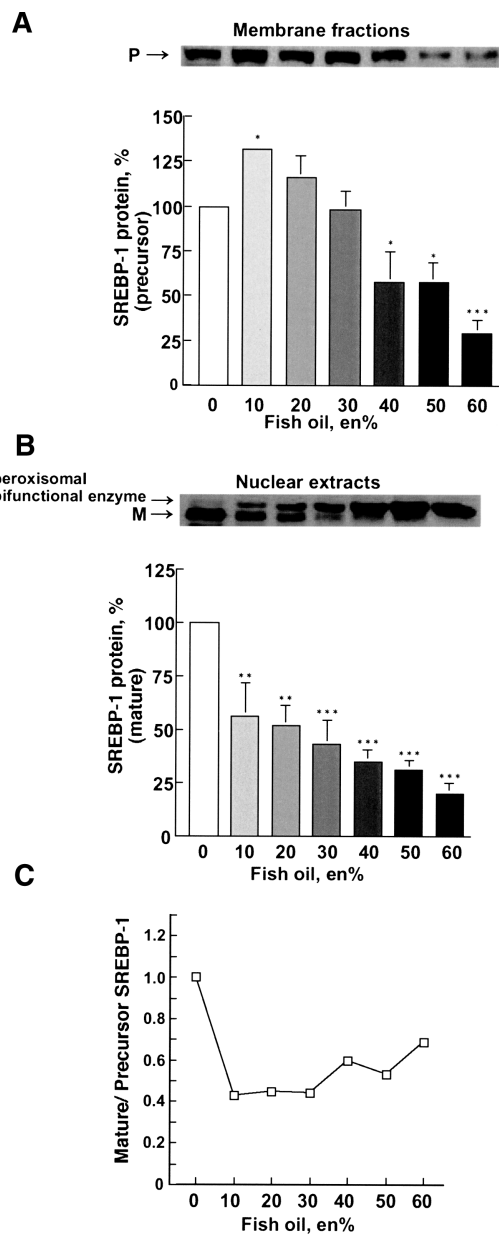 A
Membrane fractions
P →
SREBP-1 protein, %
(precursor)
150
125
100
75
50
25
0
*
*
*
***
0 10 20 30 40 50 60
Fish oil, en%
B
peroxisomal
bifunctional enzyme →
Nuclear extracts
M →
SREBP-1 protein, %
(mature)
125
100
75
50
25
0
**
**
***
***
***
***
0 10 20 30 40 50 60
Fish oil, en%
C
Mature/ Precursor SREBP-1
1.2
1.0
0.8
0.6
0.4
0.2
0
0 10 20 30 40 50 60
Fish oil, en%